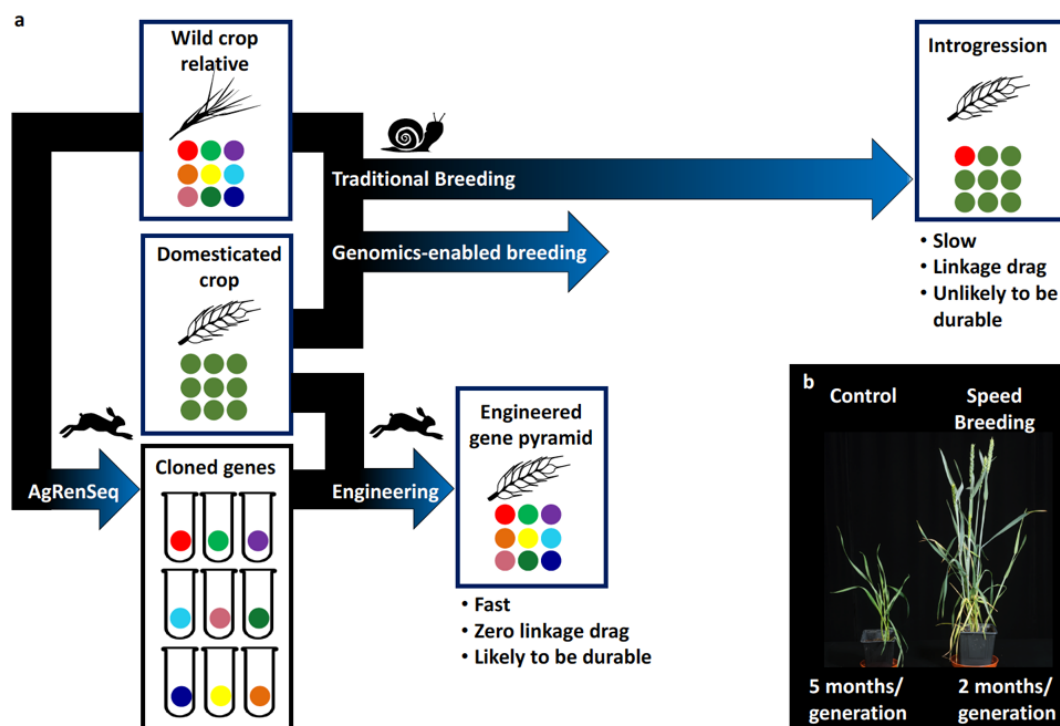 a
Wild crop
relative
Introgression
Traditional Breeding
Genomics-enabled breeding
• Slow
• Linkage drag
• Unlikely to be
durable
Domesticated
crop
AgRenSeq
Cloned genes
Engineering
Engineered
gene pyramid
• Fast
• Zero linkage drag
• Likely to be durable
b
Control
Speed
Breeding
5 months/
generation
2 months/
generation